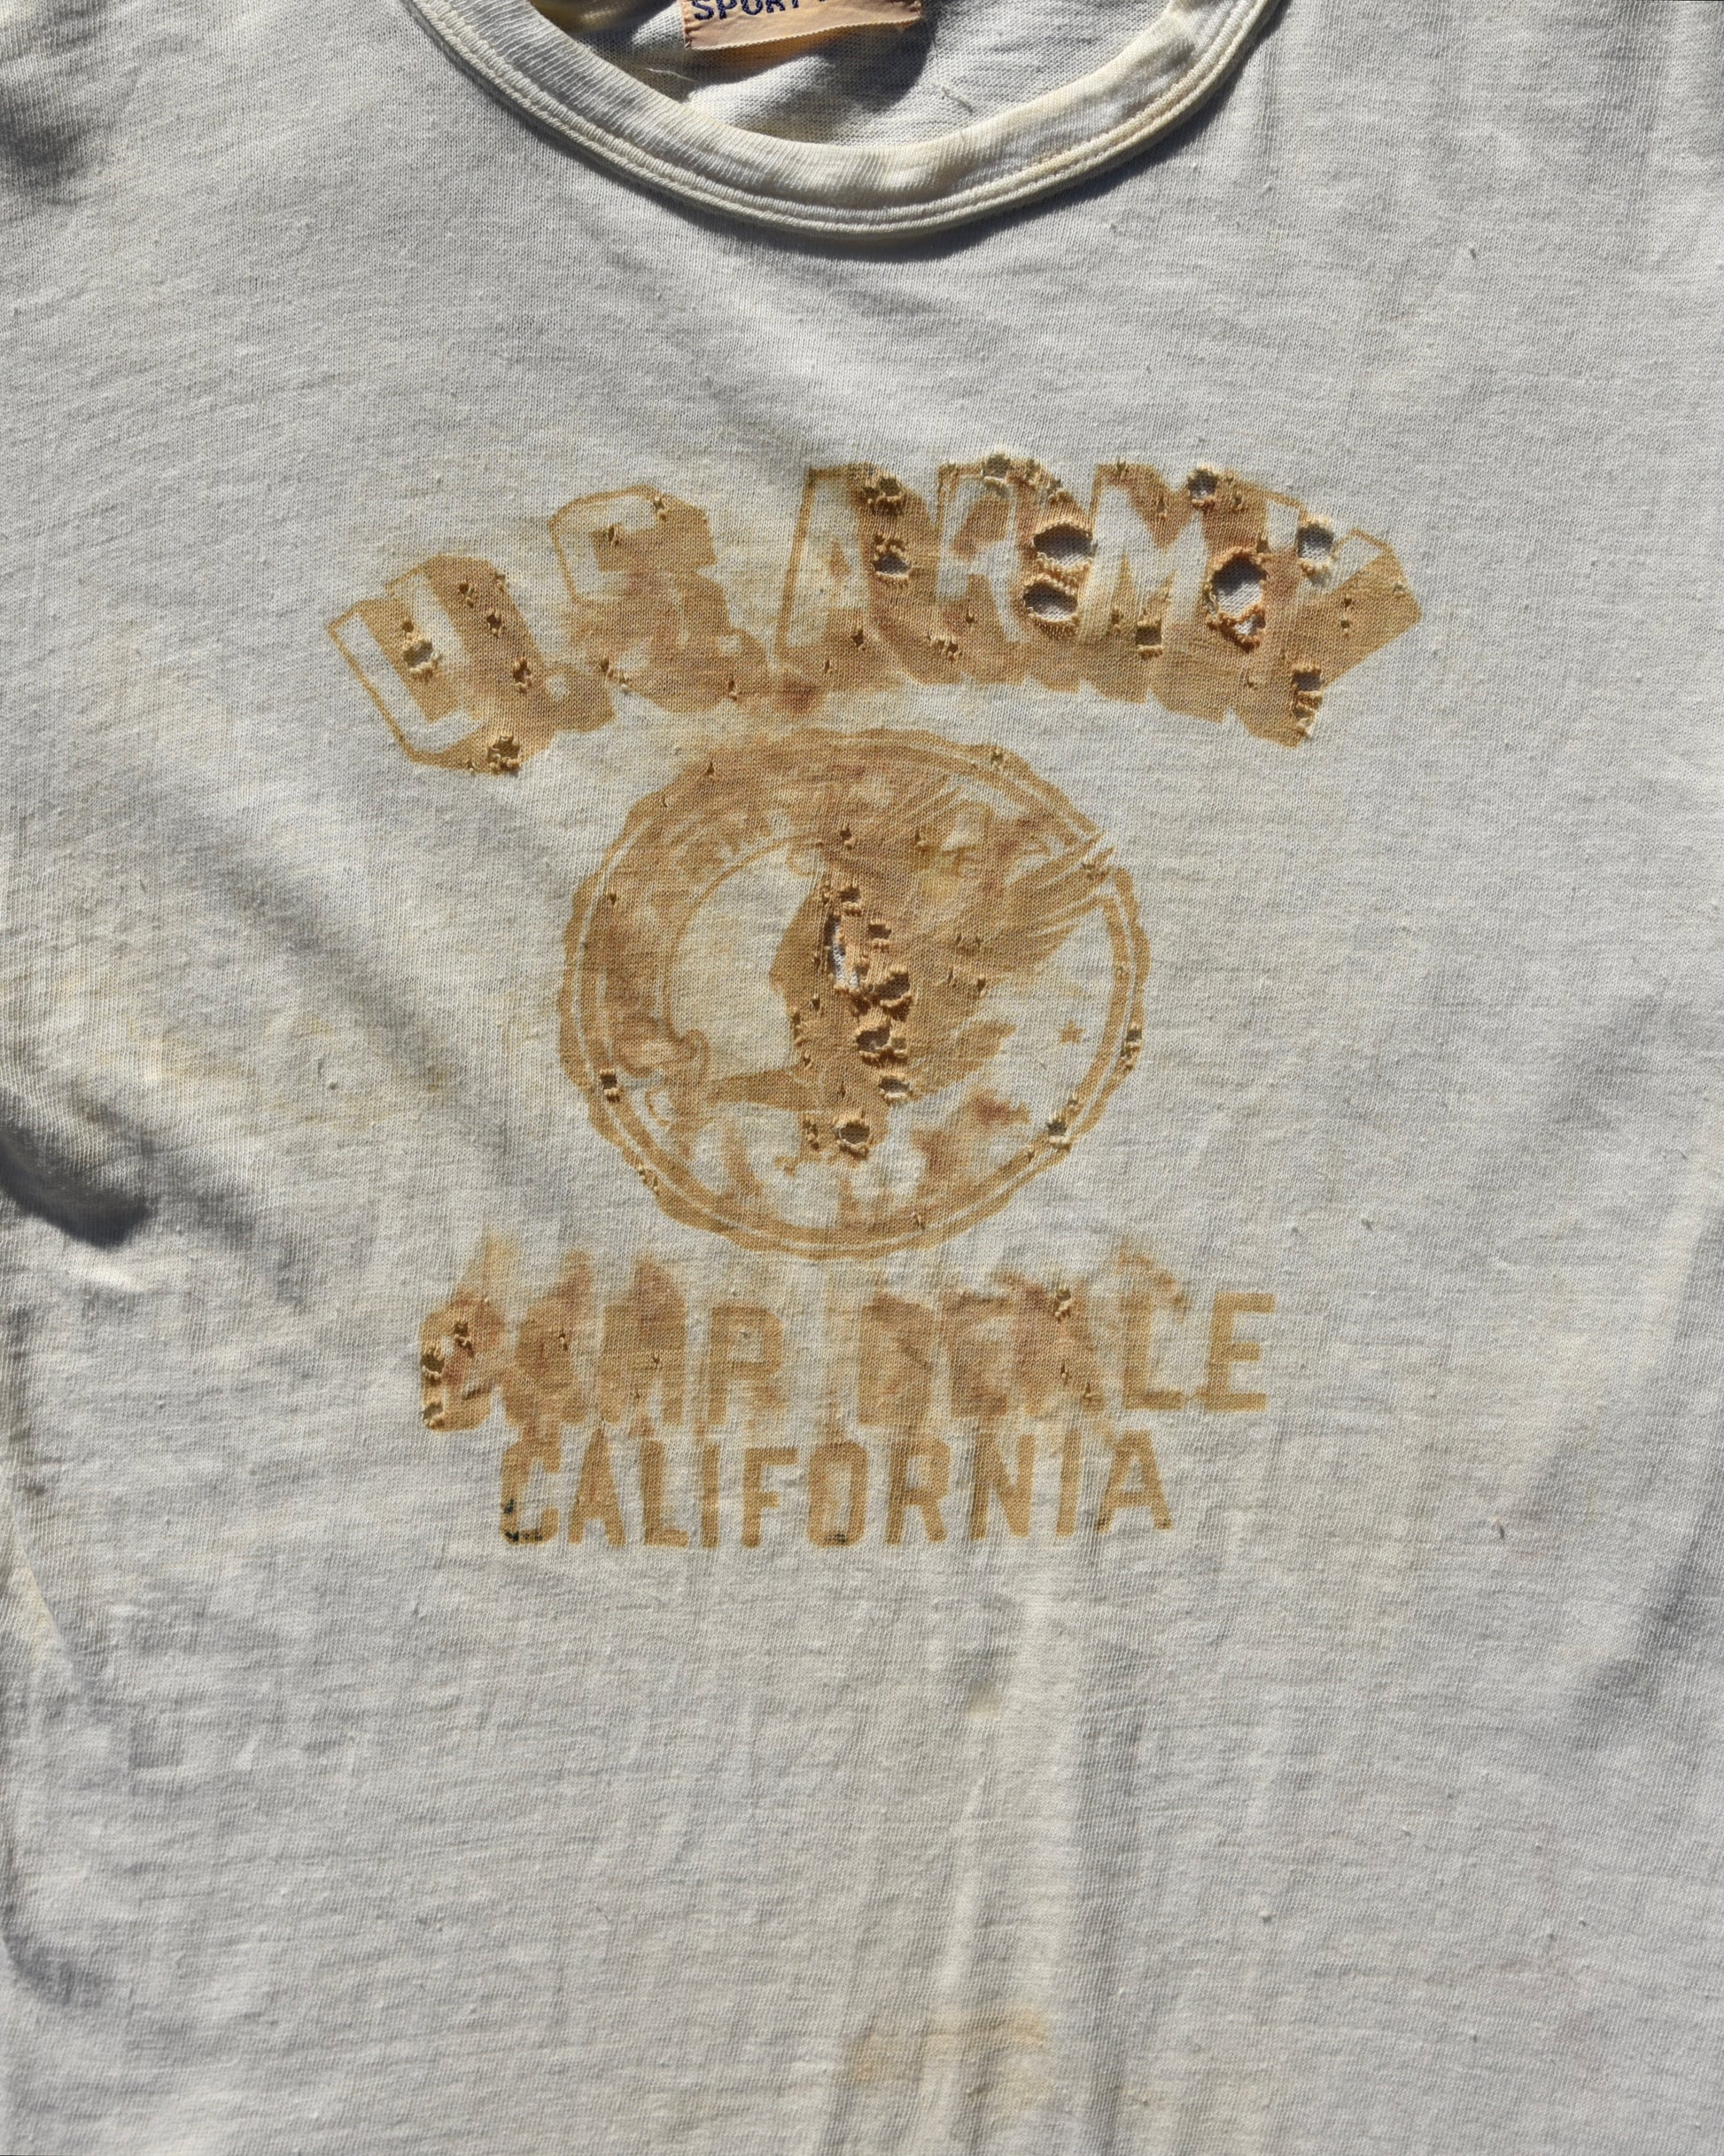 SPORT
U.S. ARMY
CAMP BEALE
CALIFORNIA